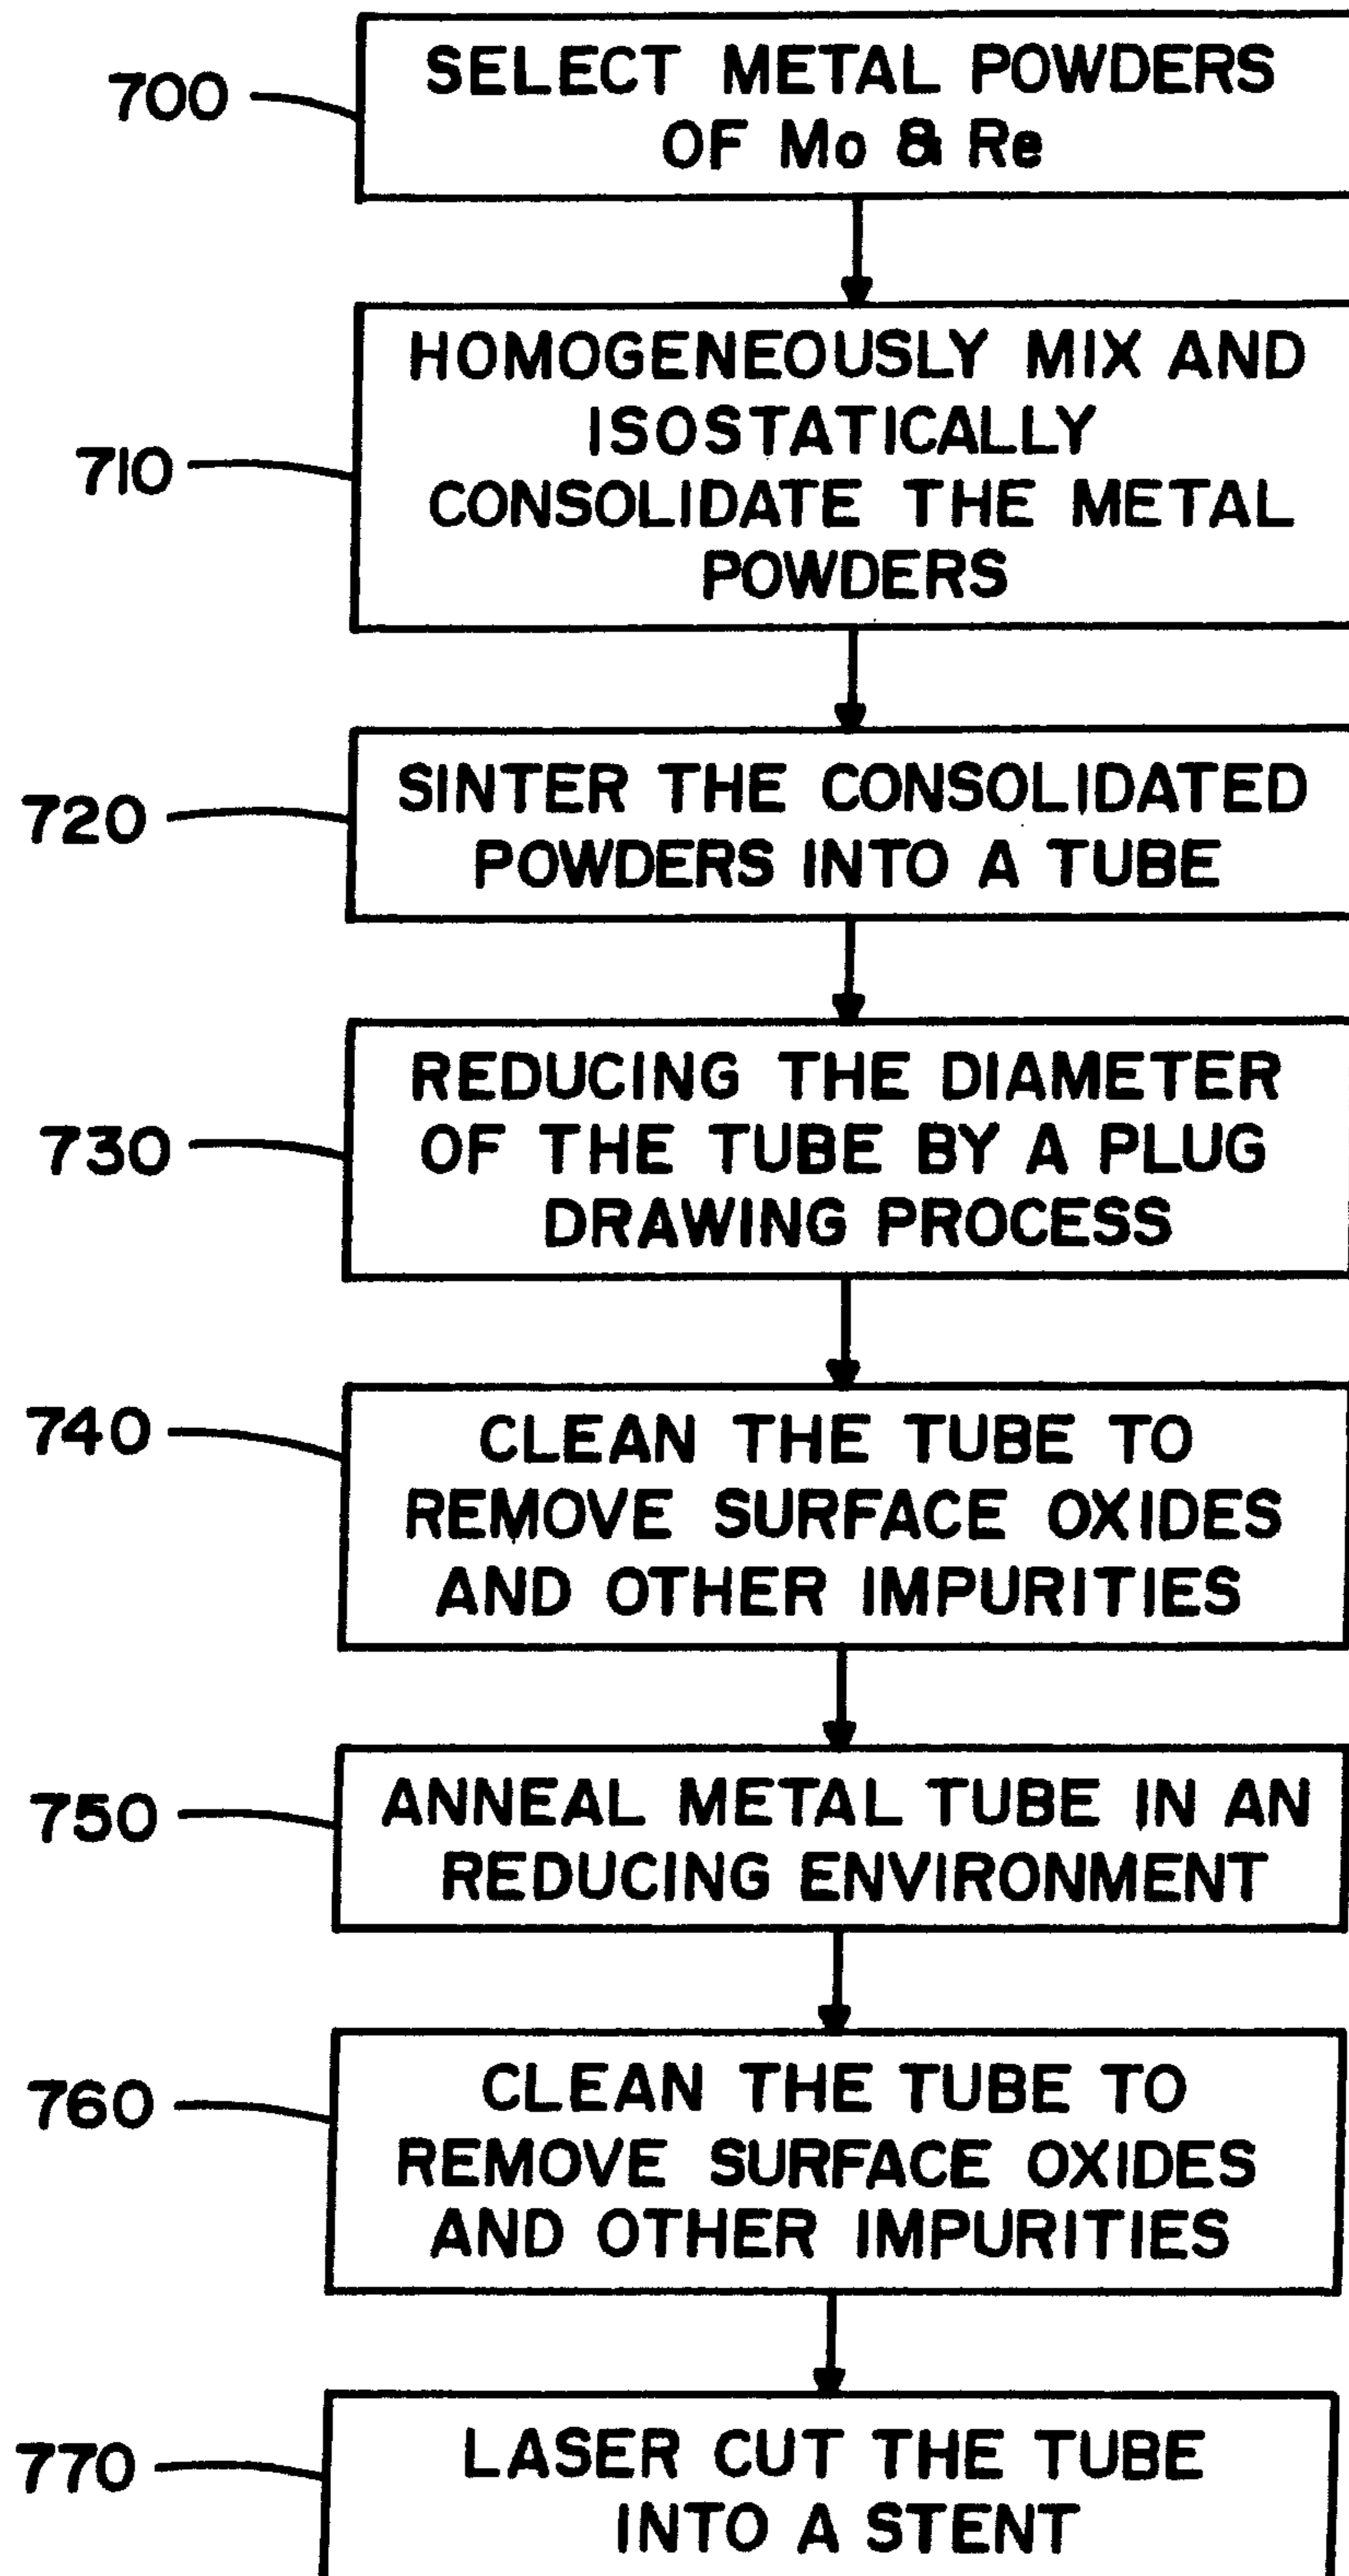 700
SELECT METAL POWDERS
OF Mo & Re
710
HOMOGENEOUSLY MIX AND
ISOSTATICALLY
CONSOLIDATE THE METAL
POWDERS
720
SINTER THE CONSOLIDATED
POWDERS INTO A TUBE
730
REDUCING THE DIAMETER
OF THE TUBE BY A PLUG
DRAWING PROCESS
740
CLEAN THE TUBE TO
REMOVE SURFACE OXIDES
AND OTHER IMPURITIES
750
ANNEAL METAL TUBE IN AN
REDUCING ENVIRONMENT
760
CLEAN THE TUBE TO
REMOVE SURFACE OXIDES
AND OTHER IMPURITIES
770
LASER CUT THE TUBE
INTO A STENT